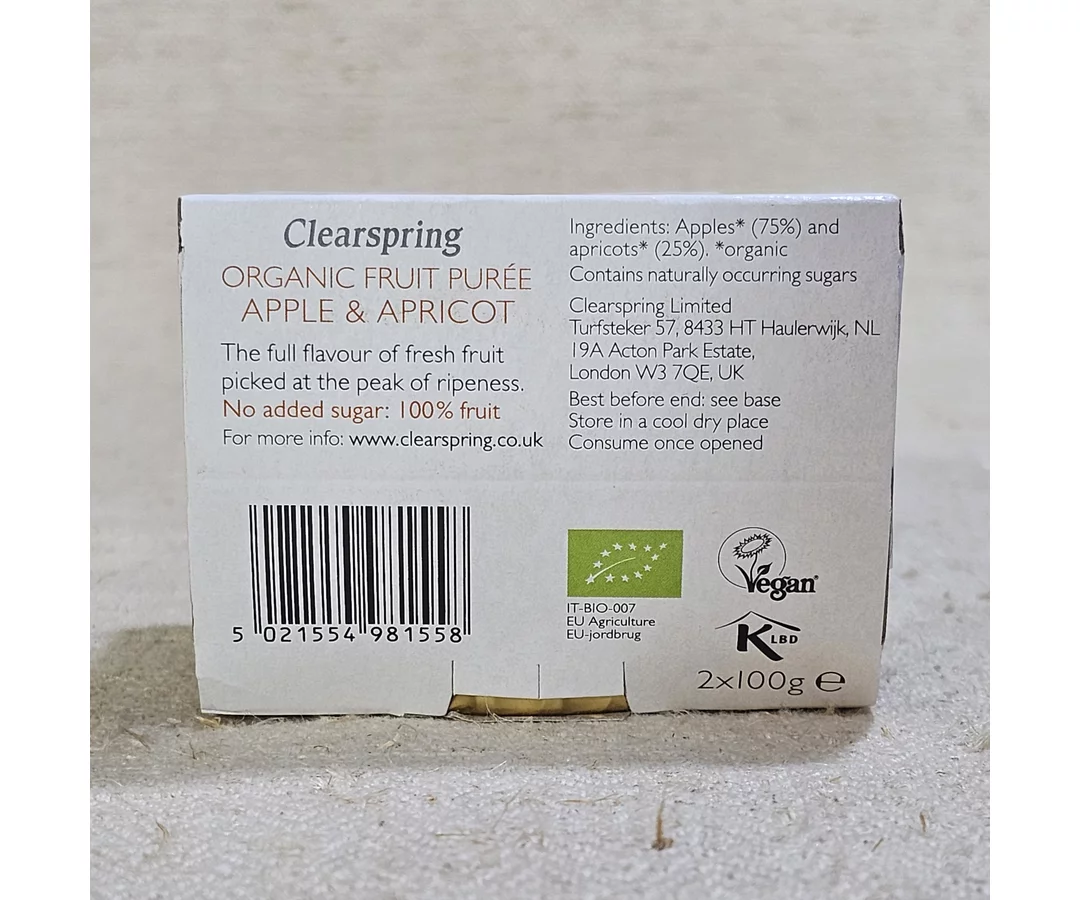 Clearspring
ORGANIC FRUIT PURÉE
APPLE & APRICOT
The full flavour of fresh fruit
picked at the peak of ripeness.
No added sugar: 100% fruit
For more info: www.clearspring.co.uk
5 021554 981558
Ingredients: Apples* (75%) and
apricots* (25%). *organic
Contains naturally occurring sugars
Clearspring Limited
Turfsteker 57, 8433 HT Haulerwijk, NL
19A Acton Park Estate,
London W3 7QE, UK
Best before end: see base
Store in a cool dry place
Consume once opened
IT-BIO-007
EU Agriculture
EU-jordbrug
Vegan
K LBD
2x100g e